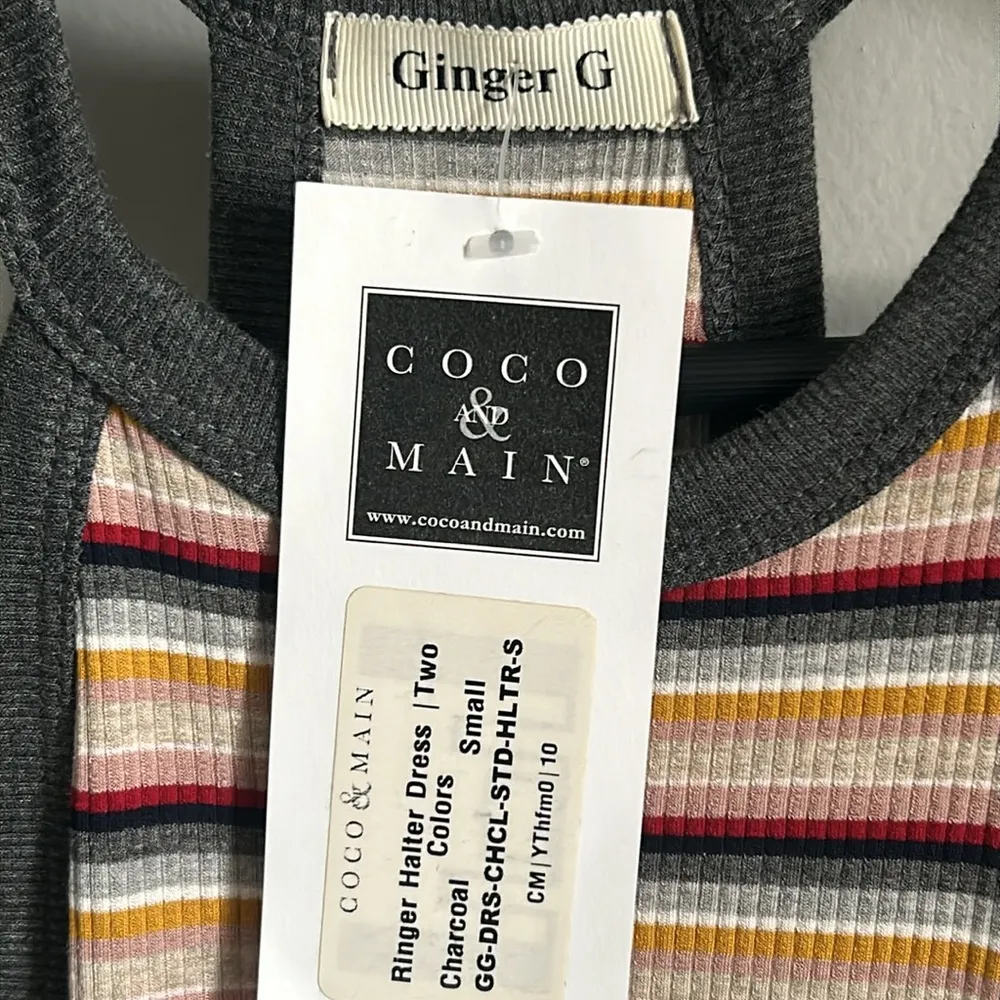 Ginger G
COCO
&
AND
MAIN®
www.cocoandmain.com
COCO & MAIN
Ringer Halter Dress | Two
Colors
Charcoal Small
GG-DRS-CHCL-STD-HLTR-S
CM | YThfm0 | 10